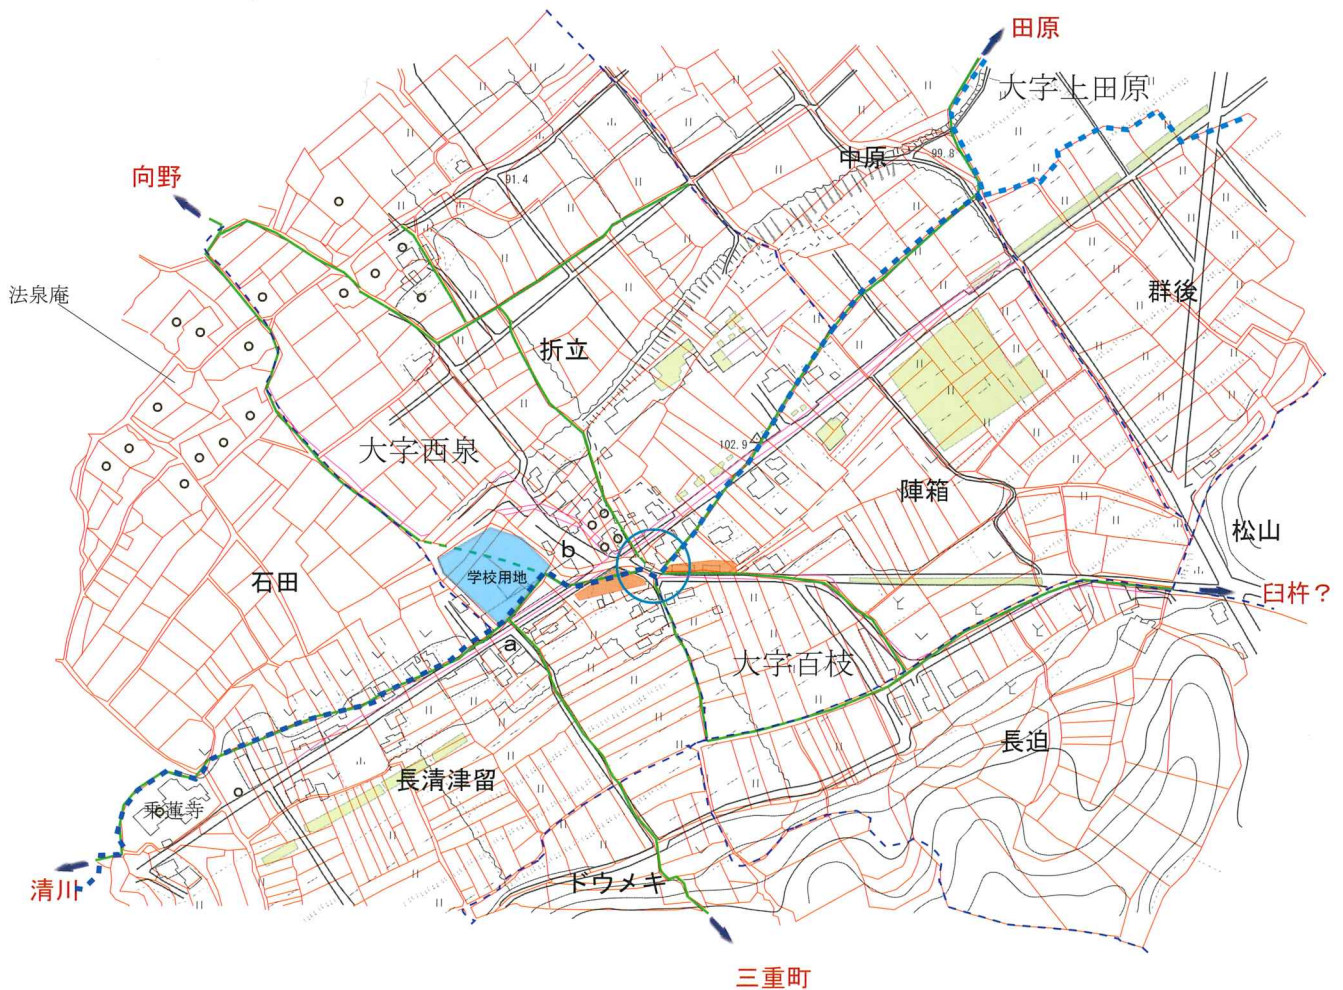 田原
大字上田原
中原
99.8
向野
91.4
法泉庵
群後
折立
大字西泉
102.9
陣箱
松山
b
石田
学校用地
臼杵？
a
大字百枝
長迫
長清津留
乗蓮寺
清川
ドウメキ
三重町